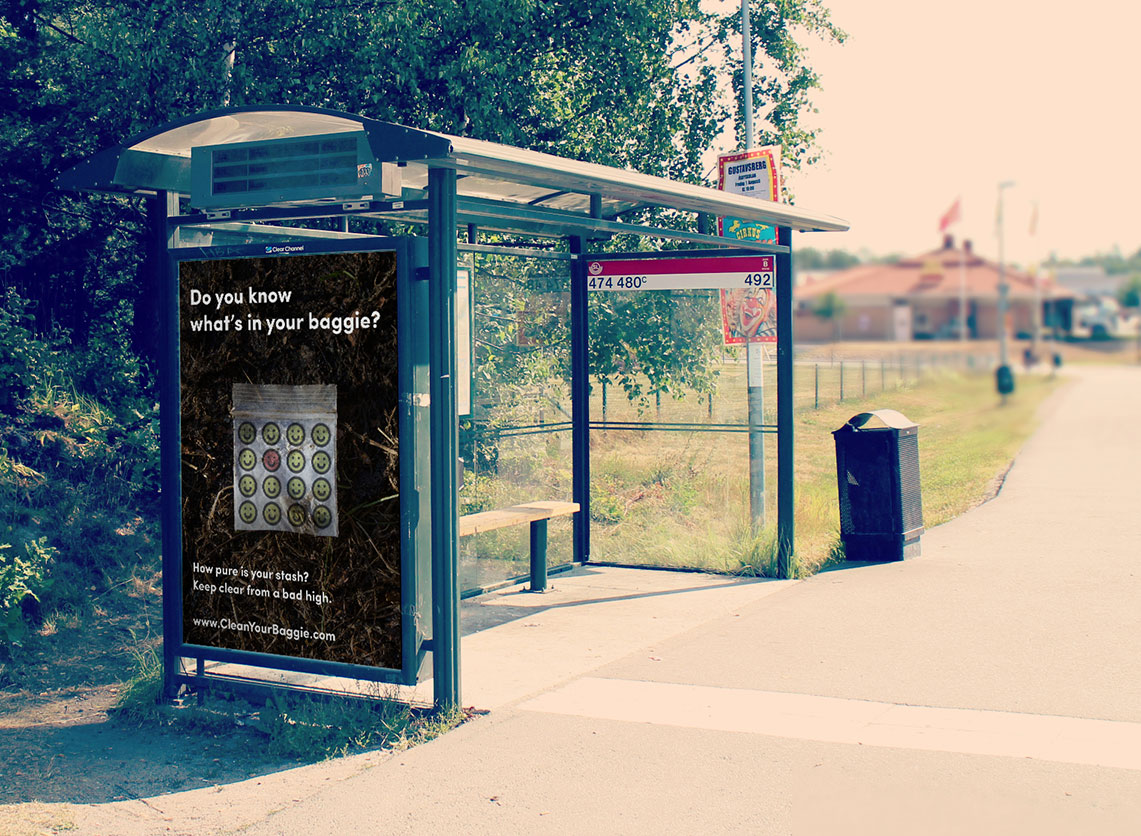 Clear Channel
Do you know
what's in your baggie?
How pure is your stash?
Keep clear from a bad high.
www.CleanYourBaggie.com
GUSTAVSBERG
CIRKUS
474 480C
B
492